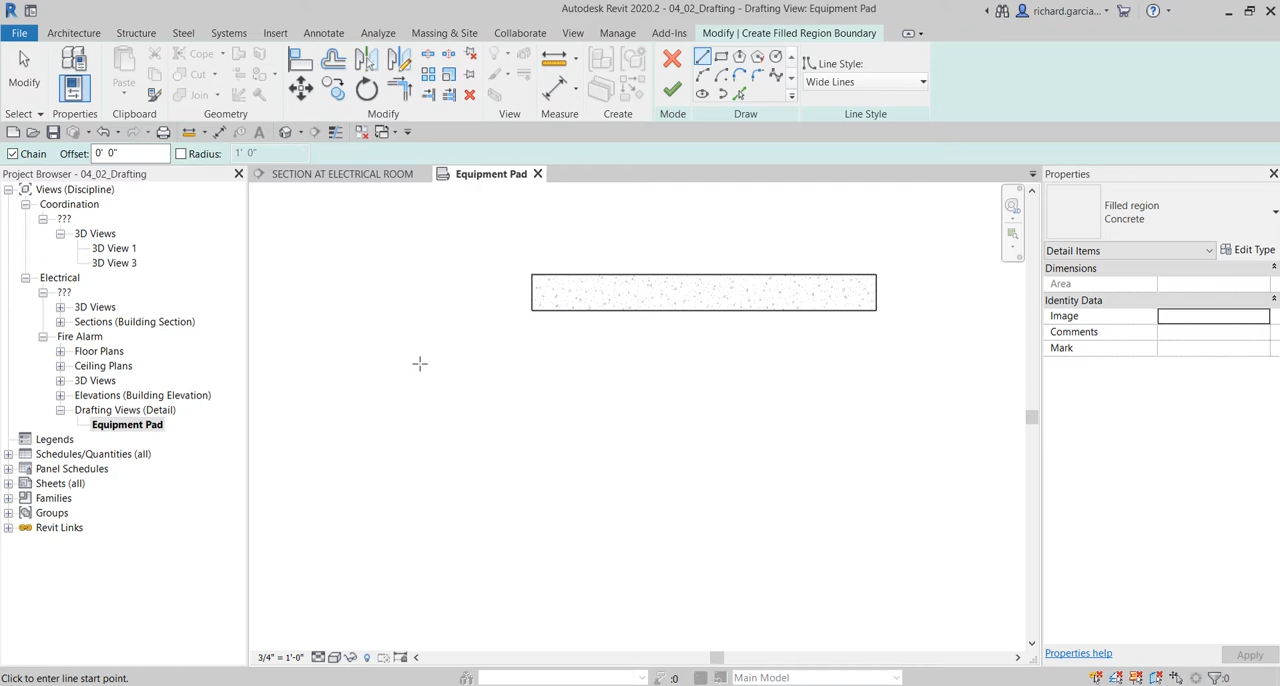 Autodesk Revit 2020.2 - 04_02_Drafting - Drafting View: Equipment Pad
richard.garcia...
File Architecture Structure Steel Systems Insert Annotate Analyze Massing & Site Collaborate View Manage Add-Ins Modify | Create Filled Region Boundary
Modify
Paste
Cope
Cut
Join
Line Style:
Wide Lines
Select Properties Clipboard Geometry Modify View Measure Create Mode Draw Line Style
Chain Offset: 0' 0" Radius: 1' 0"
Project Browser - 04_02_Drafting
Views (Discipline)
Coordination
???
3D Views
3D View 1
3D View 3
Electrical
???
3D Views
Sections (Building Section)
Fire Alarm
Floor Plans
Ceiling Plans
3D Views
Elevations (Building Elevation)
Drafting Views (Detail)
Equipment Pad
Legends
Schedules/Quantities (all)
Panel Schedules
Sheets (all)
Families
Groups
Revit Links
SECTION AT ELECTRICAL ROOM
Equipment Pad
3/4" = 1'-0"
Properties
Filled region
Concrete
Detail Items
Edit Type
Dimensions
Area
Identity Data
Image
Comments
Mark
Properties help
Apply
Click to enter line start point.
:0
Main Model
:0